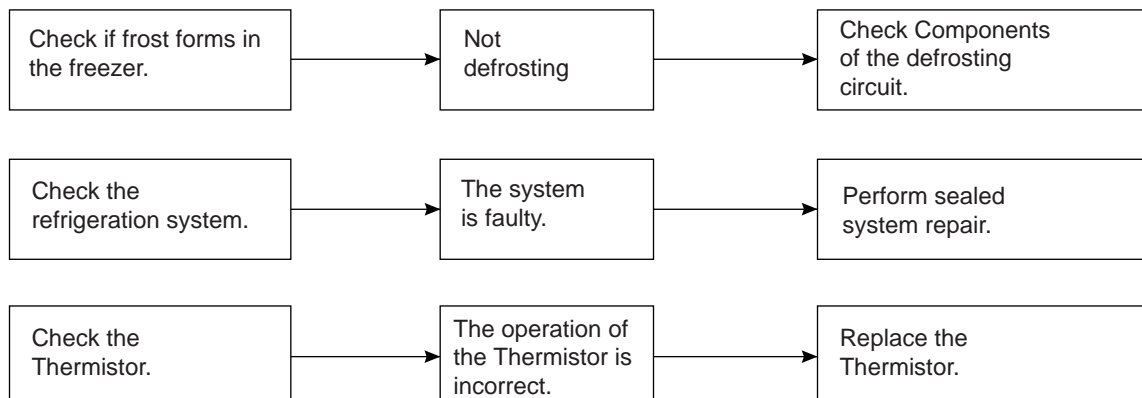 Check if frost forms in
the freezer.
Not
defrosting
Check Components
of the defrosting
circuit.
Check the
refrigeration system.
The system
is faulty.
Perform sealed
system repair.
Check the
Thermistor.
The operation of
the Thermistor is
incorrect.
Replace the
Thermistor.